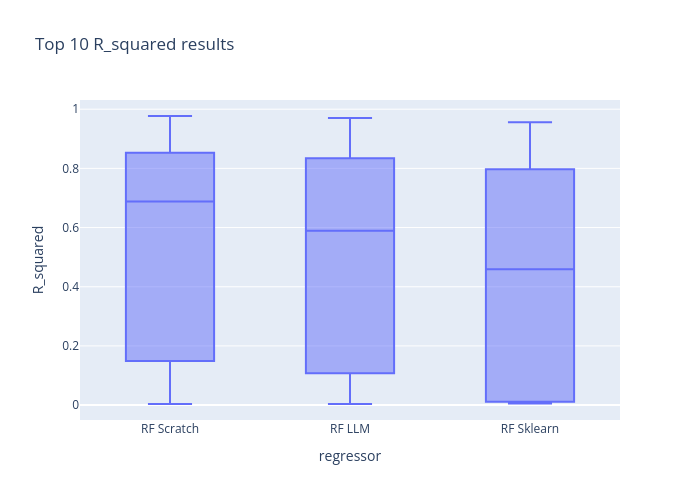 Top 10 R_squared results
R_squared
1
0.8
0.6
0.4
0.2
0
RF Scratch
RF LLM
RF Sklearn
regressor